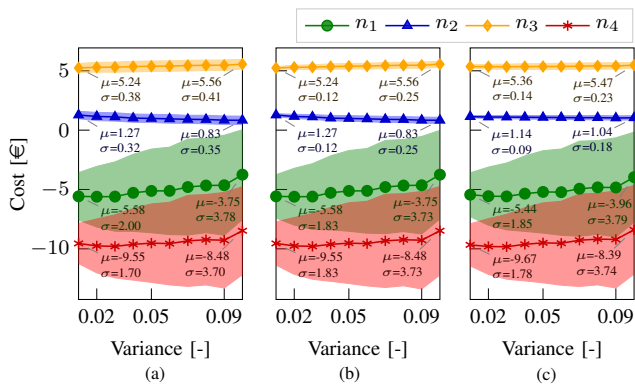 n1 n2 n3 n4
Cost [€]
5
0
−5
−10
μ=5.24 μ=5.56
σ=0.38 σ=0.41
μ=1.27 μ=0.83
σ=0.32 σ=0.35
μ=-5.58 μ=-3.75
σ=2.00 σ=3.78
μ=-9.55 μ=-8.48
σ=1.70 σ=3.70
0.02 0.05 0.09
Variance [-]
(a)
μ=5.24 μ=5.56
σ=0.12 σ=0.25
μ=1.27 μ=0.83
σ=0.12 σ=0.25
μ=-5.58 μ=-3.75
σ=1.83 σ=3.73
μ=-9.55 μ=-8.48
σ=1.83 σ=3.73
0.02 0.05 0.09
Variance [-]
(b)
μ=5.36 μ=5.47
σ=0.14 σ=0.23
μ=1.14 μ=1.04
σ=0.09 σ=0.18
μ=-5.44 μ=-3.96
σ=1.85 σ=3.79
μ=-9.67 μ=-8.39
σ=1.78 σ=3.74
0.02 0.05 0.09
Variance [-]
(c)